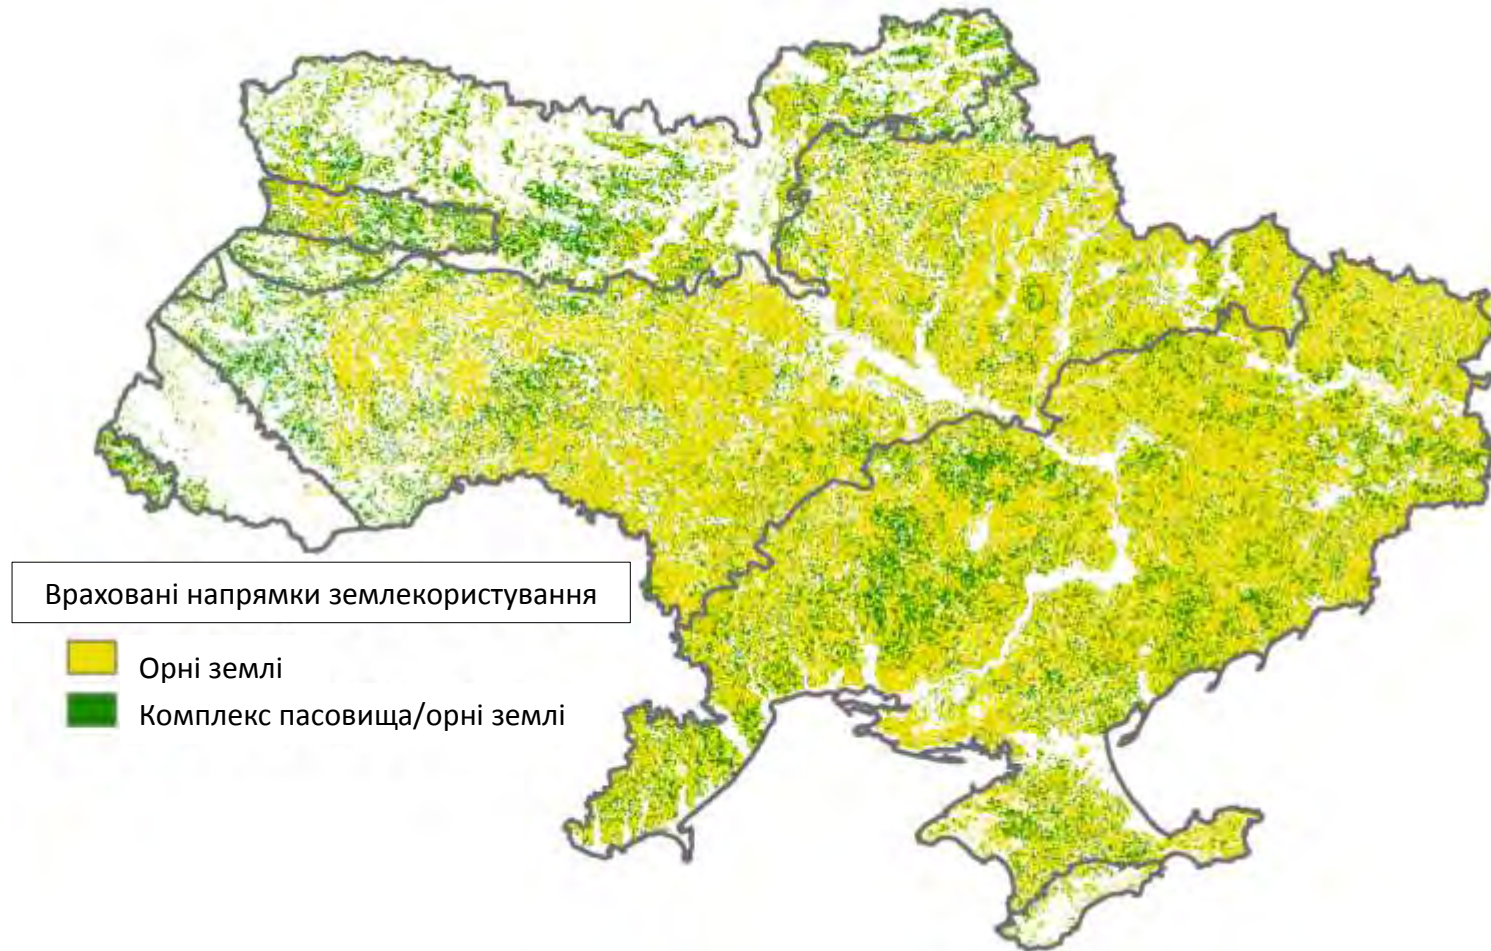 Враховані напрямки землекористування
Орні землі
Комплекс пасовища/орні землі